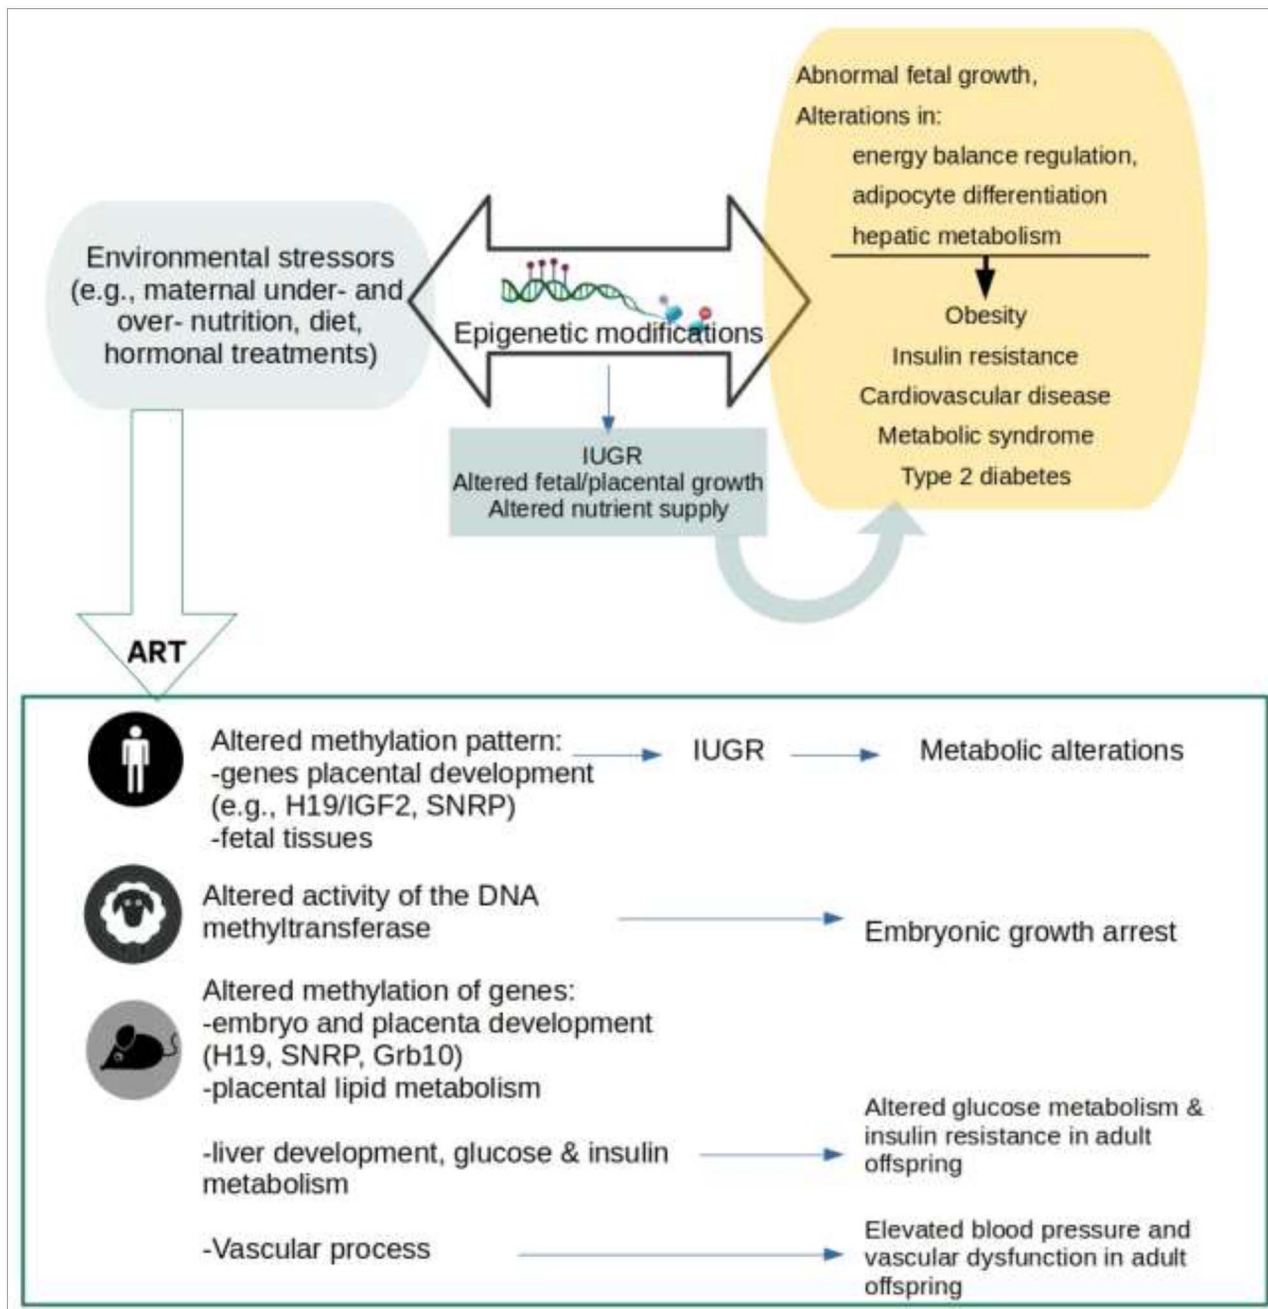 Abnormal fetal growth,
Alterations in:
energy balance regulation,
adipocyte differentiation
hepatic metabolism
Obesity
Insulin resistance
Cardiovascular disease
Metabolic syndrome
Type 2 diabetes
Environmental stressors
(e.g., maternal under- and
over- nutrition, diet,
hormonal treatments)
Epigenetic modifications
IUGR
Altered fetal/placental growth
Altered nutrient supply
ART
Altered methylation pattern:
-genes placental development
(e.g., H19/IGF2, SNRP)
-fetal tissues
IUGR
Metabolic alterations
Altered activity of the DNA
methyltransferase
Embryonic growth arrest
Altered methylation of genes:
-embryo and placenta development
(H19, SNRP, Grb10)
-placental lipid metabolism
-liver development, glucose & insulin
metabolism
Altered glucose metabolism &
insulin resistance in adult
offspring
-Vascular process
Elevated blood pressure and
vascular dysfunction in adult
offspring